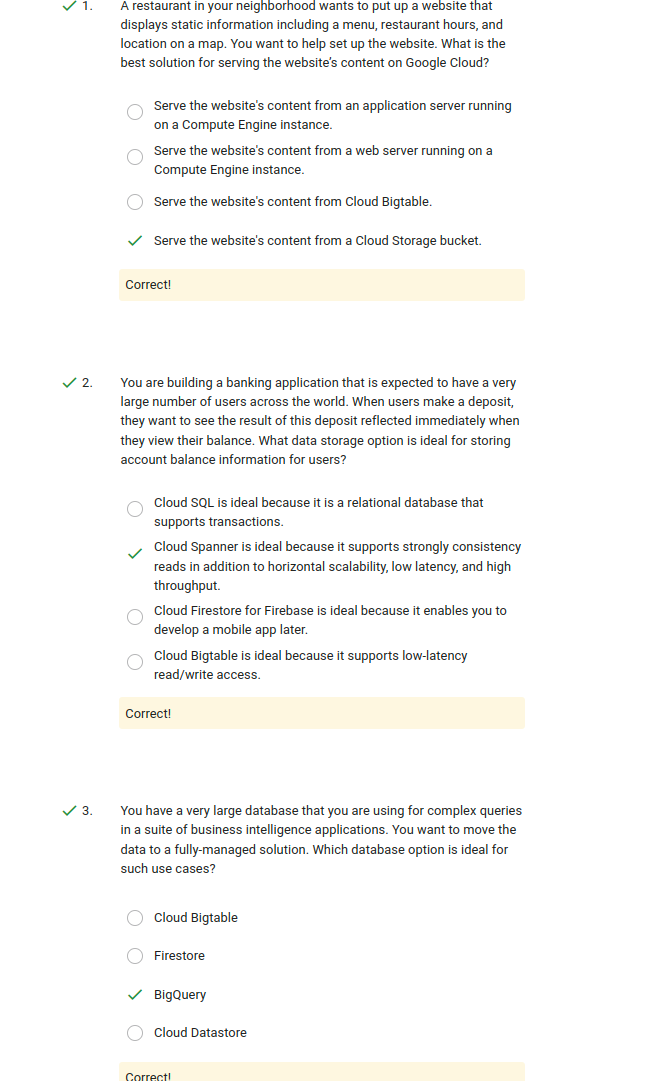 1. A restaurant in your neighborhood wants to put up a website that
displays static information including a menu, restaurant hours, and
location on a map. You want to help set up the website. What is the
best solution for serving the website's content on Google Cloud?
Serve the website's content from an application server running
on a Compute Engine instance.
Serve the website's content from a web server running on a
Compute Engine instance.
Serve the website's content from Cloud Bigtable.
Serve the website's content from a Cloud Storage bucket.
Correct!
2. You are building a banking application that is expected to have a very
large number of users across the world. When users make a deposit,
they want to see the result of this deposit reflected immediately when
they view their balance. What data storage option is ideal for storing
account balance information for users?
Cloud SQL is ideal because it is a relational database that
supports transactions.
Cloud Spanner is ideal because it supports strongly consistency
reads in addition to horizontal scalability, low latency, and high
throughput.
Cloud Firestore for Firebase is ideal because it enables you to
develop a mobile app later.
Cloud Bigtable is ideal because it supports low-latency
read/write access.
Correct!
3. You have a very large database that you are using for complex queries
in a suite of business intelligence applications. You want to move the
data to a fully-managed solution. Which database option is ideal for
such use cases?
Cloud Bigtable
Firestore
BigQuery
Cloud Datastore
Correct!